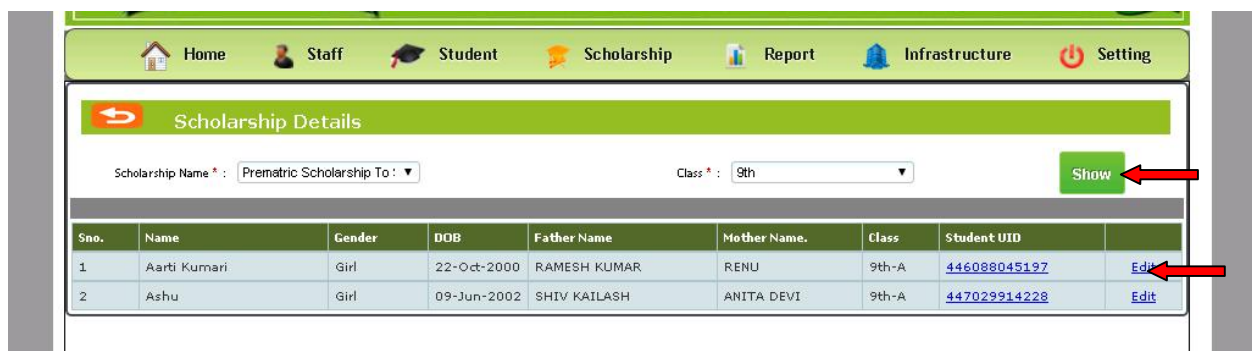 Home Staff Student Scholarship Report Infrastructure Setting
Scholarship Details
Scholarship Name * : Prematric Scholarship To Class * : 9th Show
Sno. Name Gender DOB Father Name Mother Name. Class Student UID
1 Aarti Kumari Girl 22-Oct-2000 RAMESH KUMAR RENU 9th-A 446088045197 Edit
2 Ashu Girl 09-Jun-2002 SHIV KAILASH ANITA DEVI 9th-A 447029914228 Edit